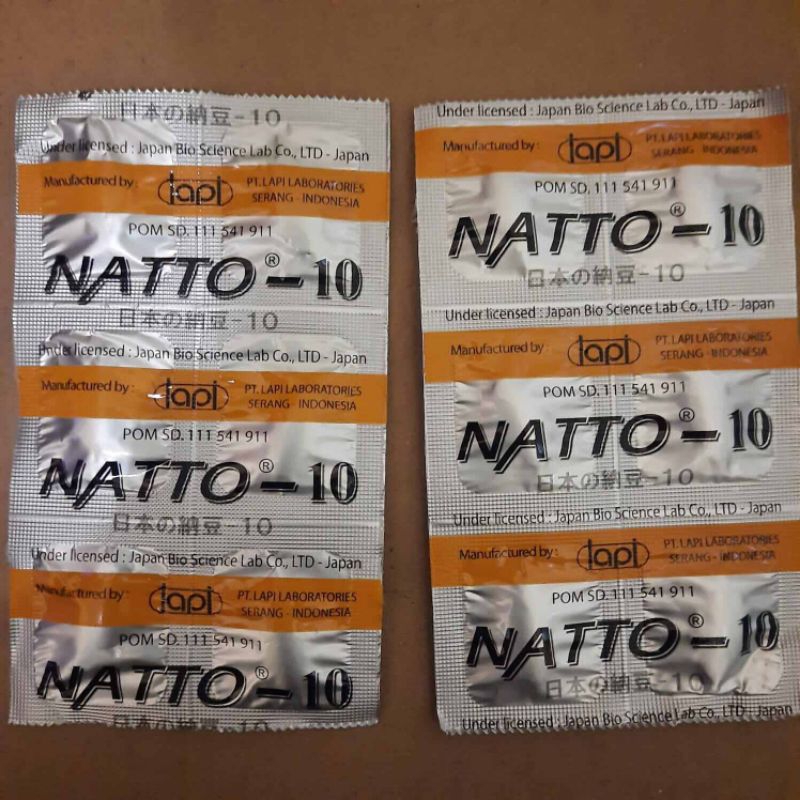 日本の納豆-10
Under licensed : Japan Bio Science Lab Co., LTD - Japan
Manufactured by : lapi PT. LAPI LABORATORIES
SERANG - INDONESIA
POM SD. 111 541 911
NATTO®-10
日本の納豆-10
Under licensed : Japan Bio Science Lab Co., LTD - Japan
Manufactured by : lapi PT. LAPI LABORATORIES
SERANG - INDONESIA
POM SD. 111 541 911
NATTO®-10
日本の納豆-10
Under licensed : Japan Bio Science Lab Co., LTD - Japan
Manufactured by : lapi PT. LAPI LABORATORIES
SERANG - INDONESIA
POM SD. 111 541 911
NATTO®-10
日本の納豆-10
Under licensed : Japan Bio Science Lab Co., LTD - Japan
Manufactured by : lapi PT. LAPI LABORATORIES
SERANG - INDONESIA
POM SD. 111 541 911
NATTO®-10
日本の納豆-10
Under licensed : Japan Bio Science Lab Co., LTD - Japan
Manufactured by : lapi PT. LAPI LABORATORIES
SERANG - INDONESIA
POM SD. 111 541 911
NATTO®-10
日本の納豆-10
Under licensed : Japan Bio Science Lab Co., LTD - Japan
Manufactured by : lapi PT. LAPI LABORATORIES
SERANG - INDONESIA
POM SD. 111 541 911
NATTO®-10
日本の納豆-10
Under licensed : Japan Bio Science Lab Co., LTD - Japan